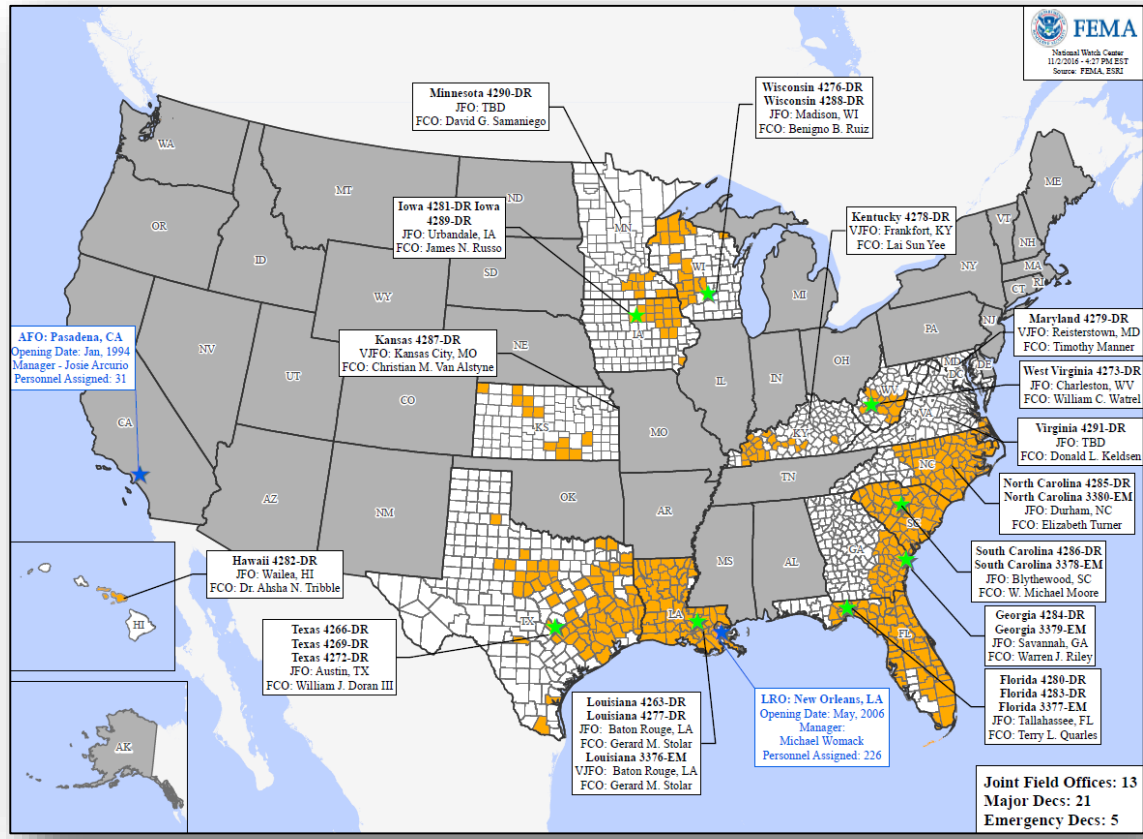 FEMA
National Watch Center
11/2/2016 - 4:27 PM EST
Source: FEMA, ESRI
Minnesota 4290-DR
JFO: TBD
FCO: David G. Samaniego
Wisconsin 4276-DR
Wisconsin 4288-DR
JFO: Madison, WI
FCO: Benigno B. Ruiz
Iowa 4281-DR Iowa
4289-DR
JFO: Urbandale, IA
FCO: James N. Russo
Kentucky 4278-DR
VJFO: Frankfort, KY
FCO: Lai Sun Yee
Kansas 4287-DR
VJFO: Kansas City, MO
FCO: Christian M. Van Alstyne
Maryland 4279-DR
VJFO: Reisterstown, MD
FCO: Timothy Manner
AFO: Pasadena, CA
Opening Date: Jan, 1994
Manager - Josie Arcurio
Personnel Assigned: 31
West Virginia 4273-DR
JFO: Charleston, WV
FCO: William C. Watrel
Virginia 4291-DR
JFO: TBD
FCO: Donald L. Keldsen
North Carolina 4285-DR
North Carolina 3380-EM
JFO: Durham, NC
FCO: Elizabeth Turner
South Carolina 4286-DR
South Carolina 3378-EM
JFO: Blythewood, SC
FCO: W. Michael Moore
Hawaii 4282-DR
JFO: Wailea, HI
FCO: Dr. Ahsha N. Tribble
Georgia 4284-DR
Georgia 3379-EM
JFO: Savannah, GA
FCO: Warren J. Riley
Texas 4266-DR
Texas 4269-DR
Texas 4272-DR
JFO: Austin, TX
FCO: William J. Doran III
Florida 4280-DR
Florida 4283-DR
Florida 3377-EM
JFO: Tallahassee, FL
FCO: Terry L. Quarles
Louisiana 4263-DR
Louisiana 4277-DR
JFO: Baton Rouge, LA
FCO: Gerard M. Stolar
Louisiana 3376-EM
VJFO: Baton Rouge, LA
FCO: Gerard M. Stolar
LRO: New Orleans, LA
Opening Date: May, 2006
Manager:
Michael Womack
Personnel Assigned: 226
Joint Field Offices: 13
Major Decs: 21
Emergency Decs: 5
WA
MT
ND
MN
ME
OR
ID
SD
WI
VT
NH
NY
MA
CT
RI
WY
MI
PA
NJ
NV
NE
IA
OH
MD
DE
DC
UT
CO
IL
IN
WV
VA
CA
KS
MO
KY
AZ
NM
OK
AR
TN
NC
SC
MS
AL
GA
TX
LA
FL
HI
AK